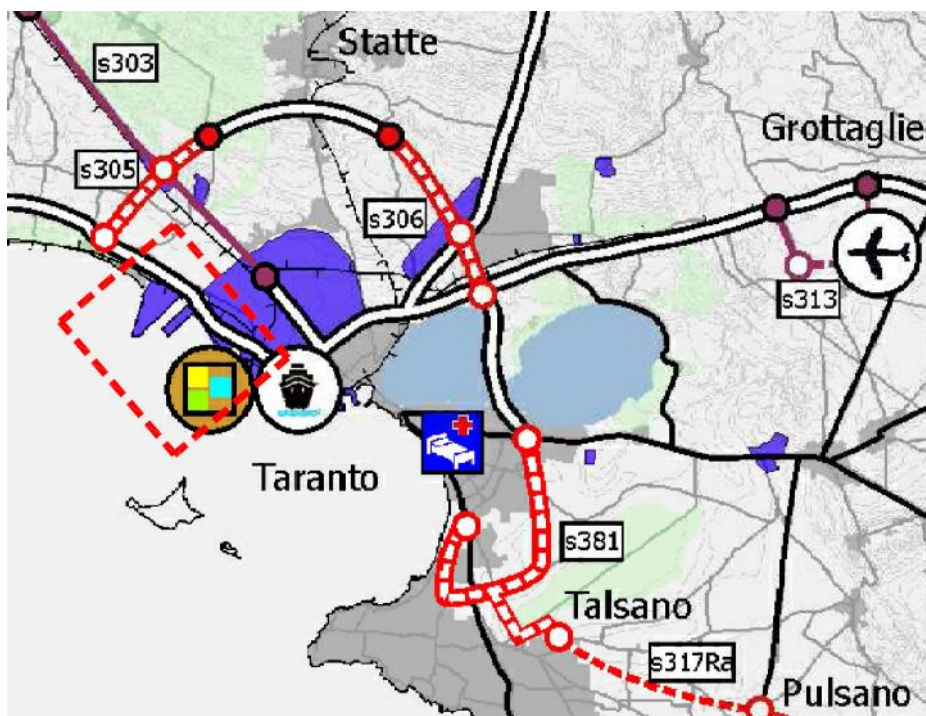 Statte
s303
Grottaglie
s305
s306
s313
Taranto
s381
Talsano
s317Ra
Pulsano